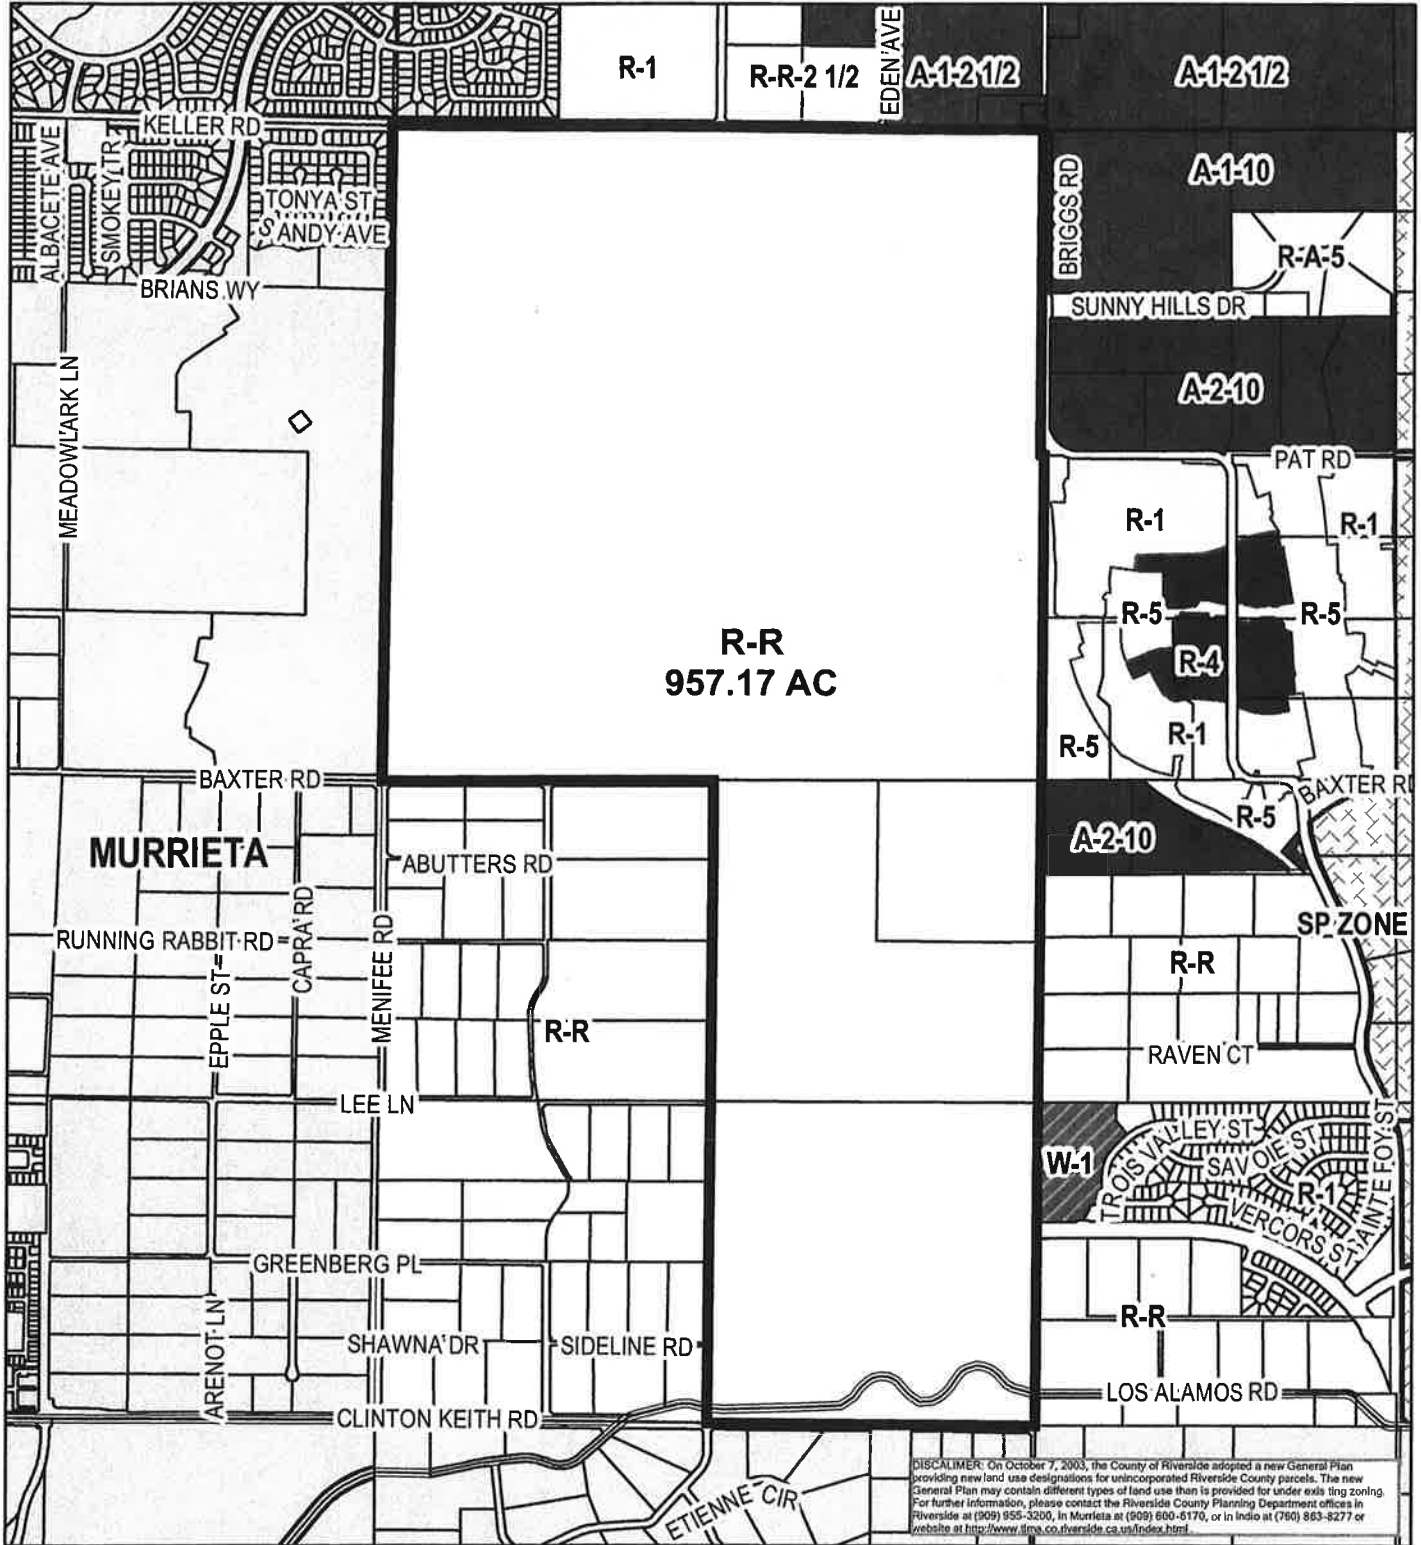 R-1
R-R-2 1/2
EDEN AVE
A-1-2 1/2
A-1-2 1/2
KELLER RD
ALBACETE AVE
SMOKEY TR
TONYA ST
SANDY AVE
BRIANS WY
BRIGGS RD
A-1-10
R-A-5
SUNNY HILLS DR
MEADOWLARK LN
A-2-10
PAT RD
R-1
R-1
R-5
R-5
R-R
957.17 AC
R-4
R-5
R-1
BAXTER RD
BAXTER RD
R-5
MURRIETA
ABUTTERS RD
A-2-10
CAPRA RD
MENIFEE RD
RUNNING RABBIT RD
SP ZONE
R-R
EPPLE ST
R-R
RAVEN CT
LEE LN
TROIS VALLEY ST
SAVOIE ST
W-1
R-1
VERCORS ST
SAINTE FOY ST
GREENBERG PL
ARENOT LN
SHAWNA DR
SIDELINE RD
R-R
LOS ALAMOS RD
CLINTON KEITH RD
ETIENNE CIR
DISCALIMER: On October 7, 2003, the County of Riverside adopted a new General Plan
providing new land use designations for unincorporated Riverside County parcels. The new
General Plan may contain different types of land use than is provided for under exis ting zoning.
For further information, please contact the Riverside County Planning Department offices in
Riverside at (909) 955-3200, in Murrieta at (909) 600-6170, or in Indio at (760) 863-8277 or
website at http://www.tlma.co.riverside.ca.us/index.html.